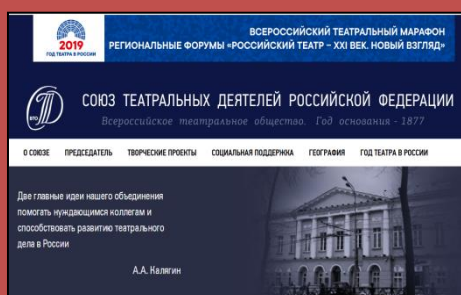 ВСЕРОССИЙСКИЙ ТЕАТРАЛЬНЫЙ МАРАФОН
2019
ГОД ТЕАТРА В РОССИИ
РЕГИОНАЛЬНЫЕ ФОРУМЫ «РОССИЙСКИЙ ТЕАТР – XXI ВЕК. НОВЫЙ ВЗГЛЯД»
ВТО
СОЮЗ ТЕАТРАЛЬНЫХ ДЕЯТЕЛЕЙ РОССИЙСКОЙ ФЕДЕРАЦИИ
Всероссийское театральное общество. Год основания - 1877
О СОЮЗЕ ПРЕДСЕДАТЕЛЬ ТВОРЧЕСКИЕ ПРОЕКТЫ СОЦИАЛЬНАЯ ПОДДЕРЖКА ГЕОГРАФИЯ ГОД ТЕАТРА В РОССИИ
Две главные идеи нашего объединения
помогать нуждающимся коллегам и
способствовать развитию театрального
дела в России
А.А. Калягин